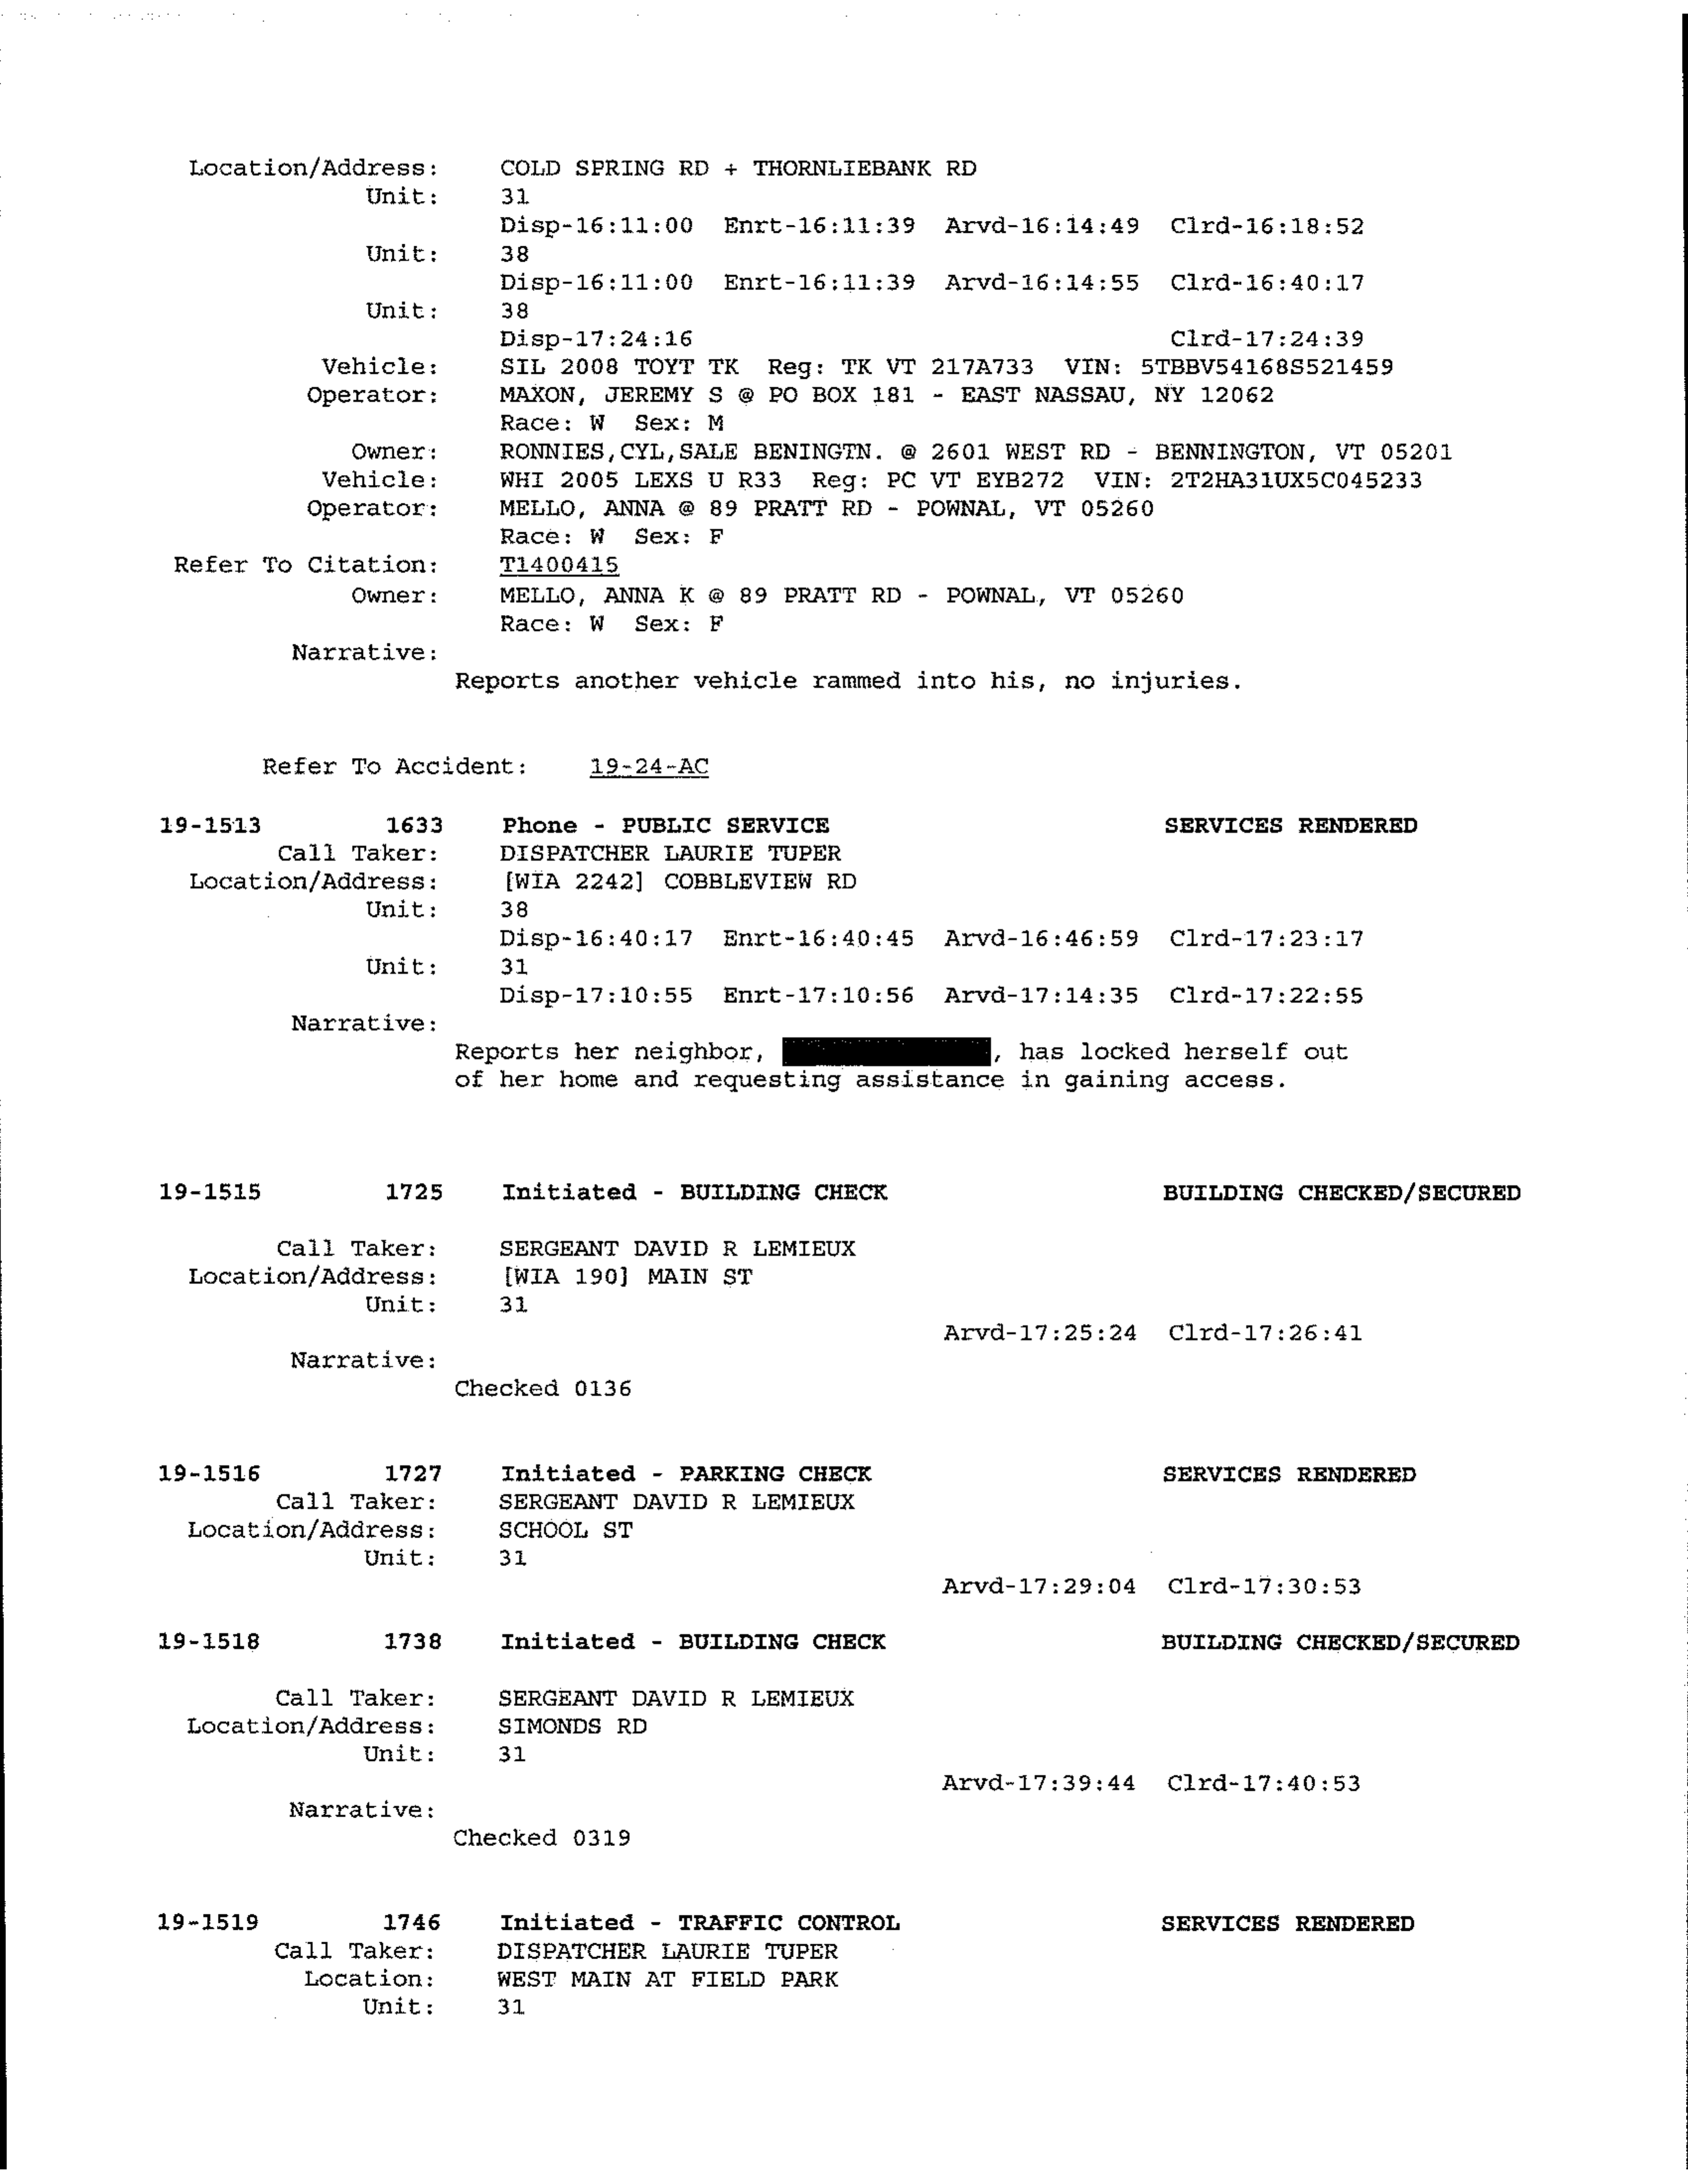 Location/Address: COLD SPRING RD + THORNLIEBANK RD
Unit: 31
Disp-16:11:00 Enrt-16:11:39 Arvd-16:14:49 Clrd-16:18:52
Unit: 38
Disp-16:11:00 Enrt-16:11:39 Arvd-16:14:55 Clrd-16:40:17
Unit: 38
Disp-17:24:16 Clrd-17:24:39
Vehicle: SIL 2008 TOYT TK Reg: TK VT 217A733 VIN: 5TBBV54168S521459
Operator: MAXON, JEREMY S @ PO BOX 181 - EAST NASSAU, NY 12062
Race: W Sex: M
Owner: RONNIES,CYL,SALE BENINGTN. @ 2601 WEST RD - BENNINGTON, VT 05201
Vehicle: WHI 2005 LEXS U R33 Reg: PC VT EYB272 VIN: 2T2HA31UX5C045233
Operator: MELLO, ANNA @ 89 PRATT RD - POWNAL, VT 05260
Race: W Sex: F
Refer To Citation: T1400415
Owner: MELLO, ANNA K @ 89 PRATT RD - POWNAL, VT 05260
Race: W Sex: F
Narrative:
Reports another vehicle rammed into his, no injuries.
Refer To Accident: 19-24-AC
19-1513 1633 Phone - PUBLIC SERVICE SERVICES RENDERED
Call Taker: DISPATCHER LAURIE TUPER
Location/Address: [WIA 2242] COBBLEVIEW RD
Unit: 38
Disp-16:40:17 Enrt-16:40:45 Arvd-16:46:59 Clrd-17:23:17
Unit: 31
Disp-17:10:55 Enrt-17:10:56 Arvd-17:14:35 Clrd-17:22:55
Narrative:
Reports her neighbor, , has locked herself out
of her home and requesting assistance in gaining access.
19-1515 1725 Initiated - BUILDING CHECK BUILDING CHECKED/SECURED
Call Taker: SERGEANT DAVID R LEMIEUX
Location/Address: [WIA 190] MAIN ST
Unit: 31
Arvd-17:25:24 Clrd-17:26:41
Narrative:
Checked 0136
19-1516 1727 Initiated - PARKING CHECK SERVICES RENDERED
Call Taker: SERGEANT DAVID R LEMIEUX
Location/Address: SCHOOL ST
Unit: 31
Arvd-17:29:04 Clrd-17:30:53
19-1518 1738 Initiated - BUILDING CHECK BUILDING CHECKED/SECURED
Call Taker: SERGEANT DAVID R LEMIEUX
Location/Address: SIMONDS RD
Unit: 31
Arvd-17:39:44 Clrd-17:40:53
Narrative:
Checked 0319
19-1519 1746 Initiated - TRAFFIC CONTROL SERVICES RENDERED
Call Taker: DISPATCHER LAURIE TUPER
Location: WEST MAIN AT FIELD PARK
Unit: 31